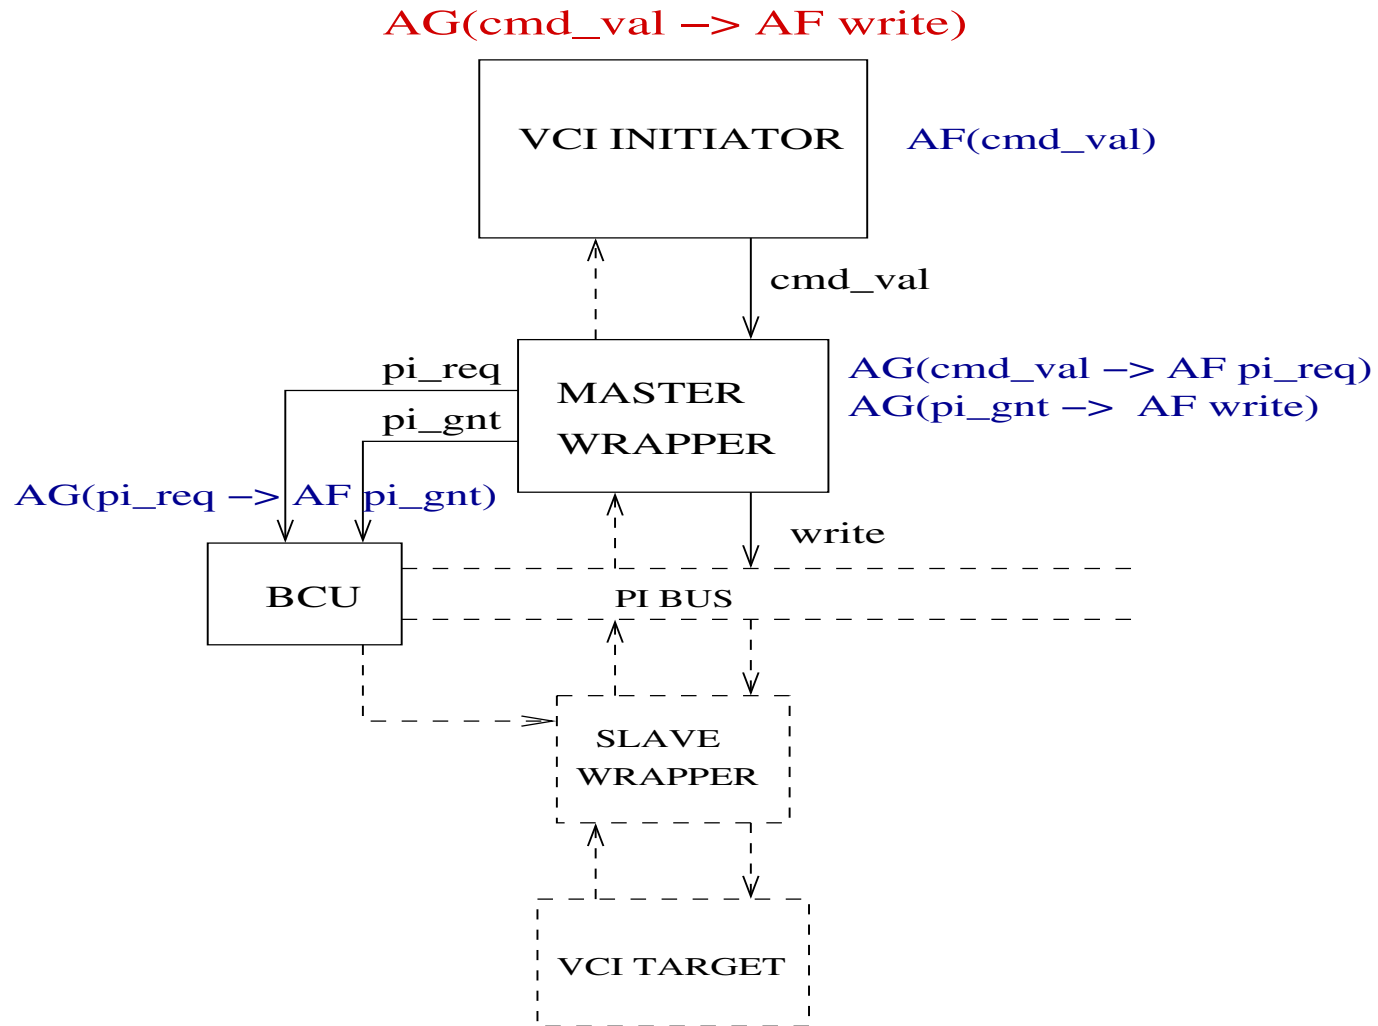 AG(cmd_val −> AF write)
VCI INITIATOR
AF(cmd_val)
cmd_val
pi_req
MASTER
WRAPPER
AG(cmd_val −> AF pi_req)
AG(pi_gnt −> AF write)
pi_gnt
AG(pi_req −> AF pi_gnt)
write
BCU
PI BUS
SLAVE
WRAPPER
VCI TARGET